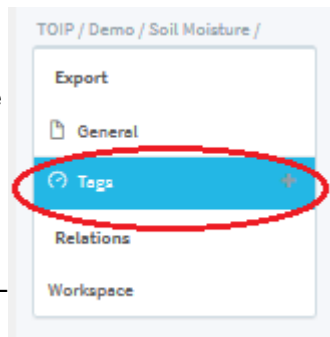 TOIP / Demo / Soil Moisture /
Export
General
Tags +
Relations
Workspace